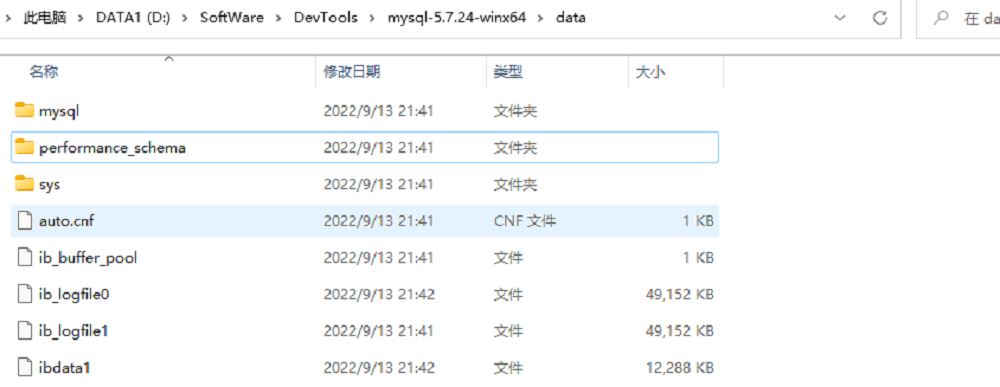 此电脑 > DATA1 (D:) > SoftWare > DevTools > mysql-5.7.24-winx64 > data 在 da
名称 修改日期 类型 大小
mysql 2022/9/13 21:41 文件夹
performance_schema 2022/9/13 21:41 文件夹
sys 2022/9/13 21:41 文件夹
auto.cnf 2022/9/13 21:41 CNF 文件 1 KB
ib_buffer_pool 2022/9/13 21:41 文件 1 KB
ib_logfile0 2022/9/13 21:42 文件 49,152 KB
ib_logfile1 2022/9/13 21:41 文件 49,152 KB
ibdata1 2022/9/13 21:42 文件 12,288 KB